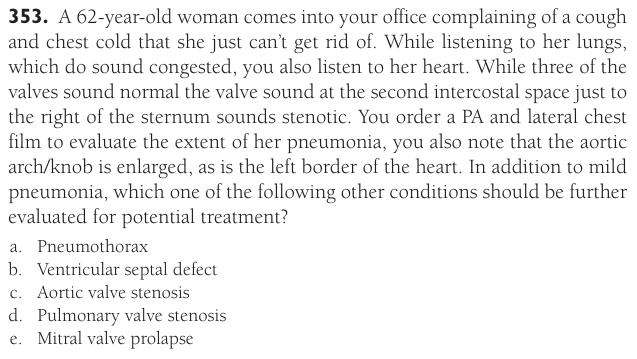 353. A 62-year-old woman comes into your office complaining of a cough
and chest cold that she just can’t get rid of. While listening to her lungs,
which do sound congested, you also listen to her heart. While three of the
valves sound normal the valve sound at the second intercostal space just to
the right of the sternum sounds stenotic. You order a PA and lateral chest
film to evaluate the extent of her pneumonia, you also note that the aortic
arch/knob is enlarged, as is the left border of the heart. In addition to mild
pneumonia, which one of the following other conditions should be further
evaluated for potential treatment?
a. Pneumothorax
b. Ventricular septal defect
c. Aortic valve stenosis
d. Pulmonary valve stenosis
e. Mitral valve prolapse